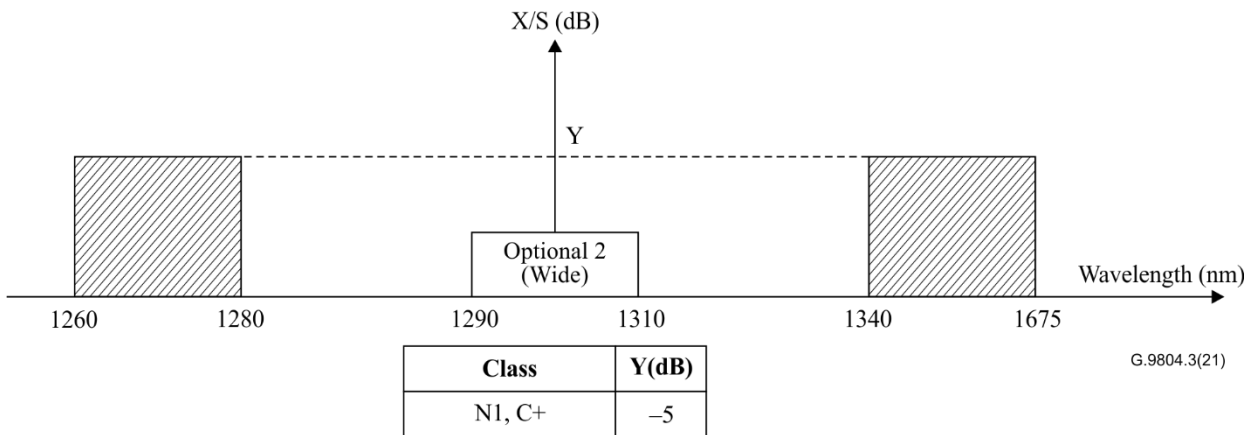 X/S (dB)
Y
Optional 2
(Wide)
Wavelength (nm)
1260 1280 1290 1310 1340 1675
Class Y(dB)
N1, C+ –5
G.9804.3(21)